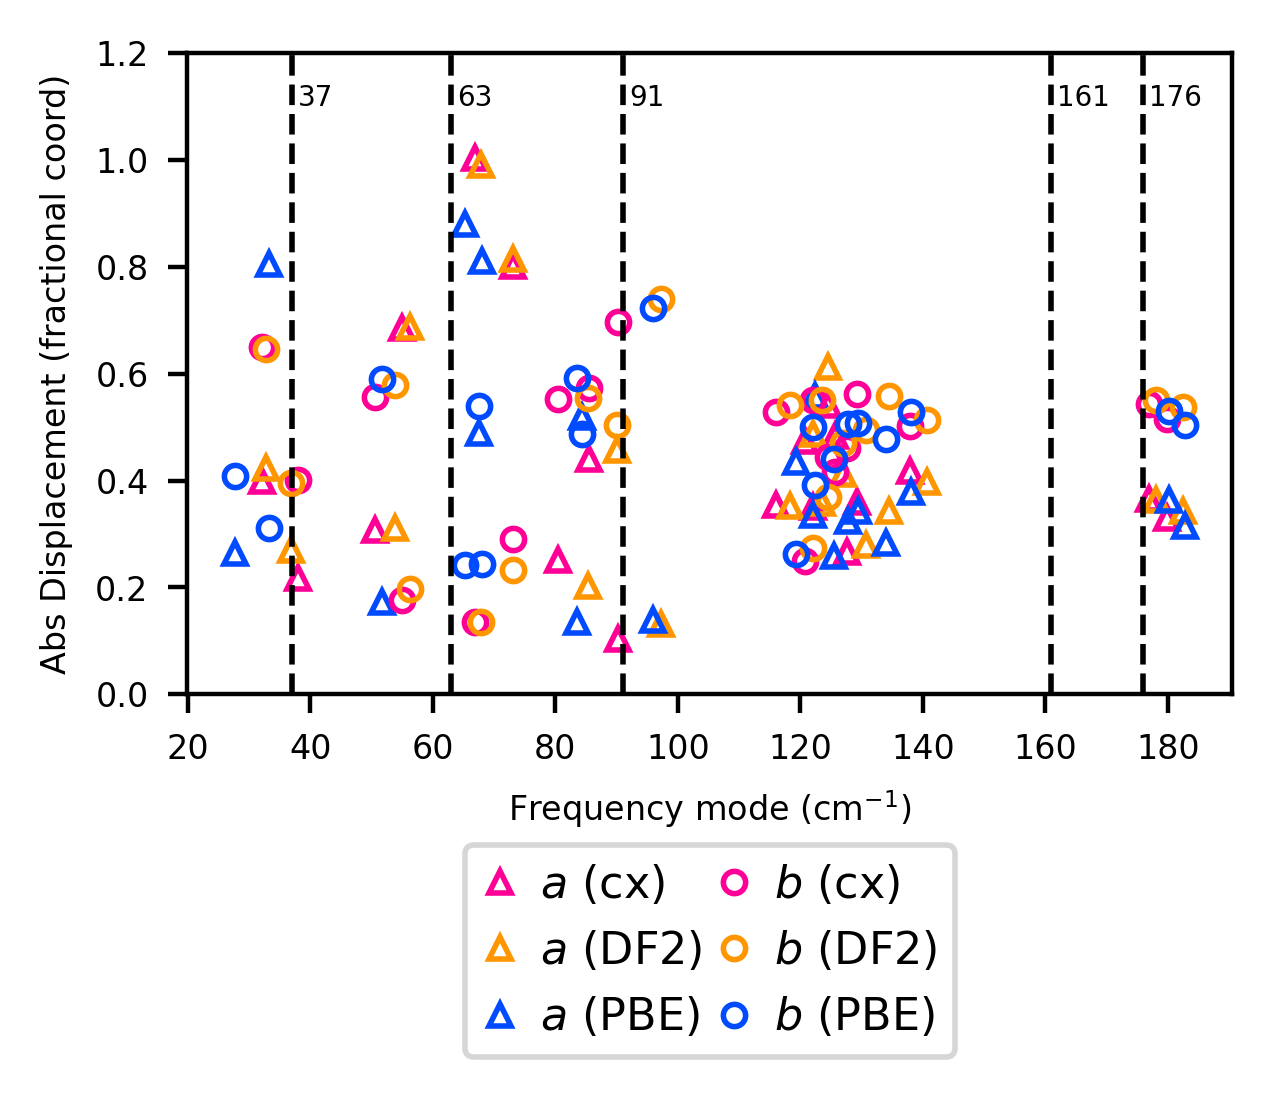 1.2
1.0
0.8
0.6
0.4
0.2
0.0
Abs Displacement (fractional coord)
37
63
91
161
176
20 40 60 80 100 120 140 160 180
Frequency mode (cm⁻¹)
a (cx) b (cx)
a (DF2) b (DF2)
a (PBE) b (PBE)